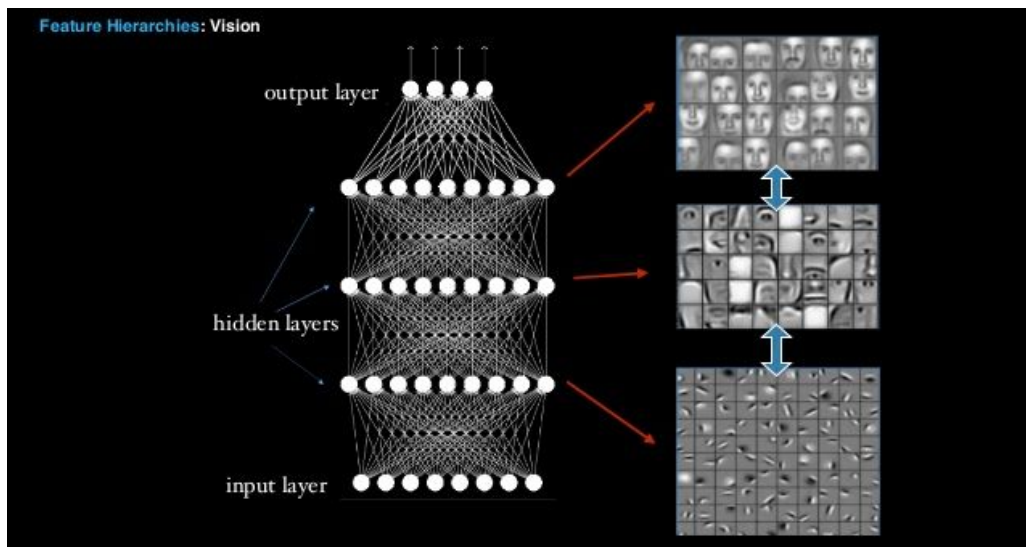 Feature Hierarchies: Vision
output layer
hidden layers
input layer